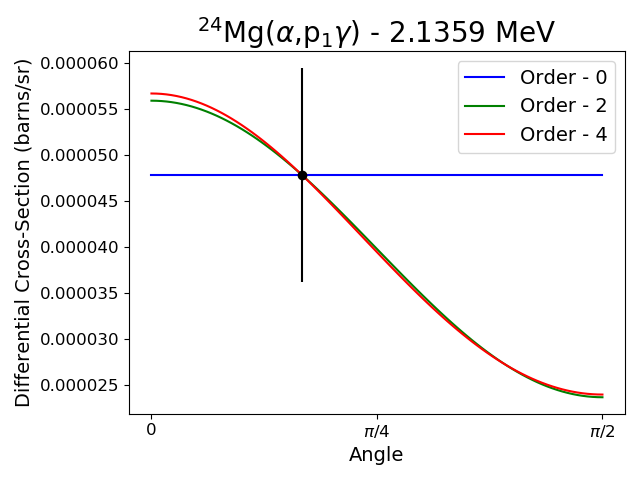 ²⁴Mg(α,p₁γ) - 2.1359 MeV
Differential Cross-Section (barns/sr)
0.000060
0.000055
0.000050
0.000045
0.000040
0.000035
0.000030
0.000025
Order - 0
Order - 2
Order - 4
0 π/4 π/2
Angle